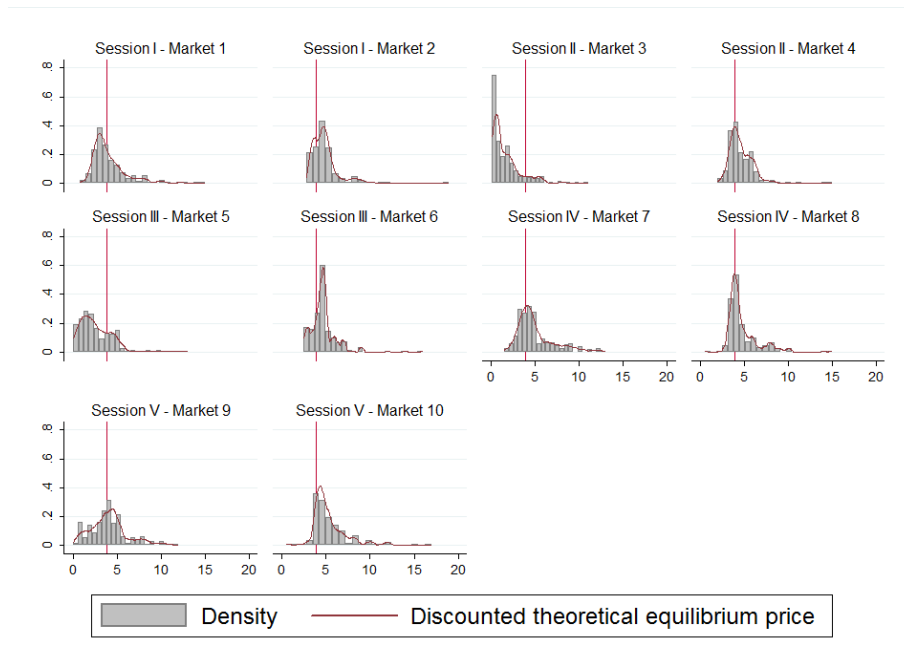 Session I - Market 1
Session I - Market 2
Session II - Market 3
Session II - Market 4
.8
.6
.4
.2
0
Session III - Market 5
Session III - Market 6
Session IV - Market 7
Session IV - Market 8
.8
.6
.4
.2
0
0 5 10 15 20
0 5 10 15 20
Session V - Market 9
Session V - Market 10
.8
.6
.4
.2
0
0 5 10 15 20
0 5 10 15 20
Density
Discounted theoretical equilibrium price